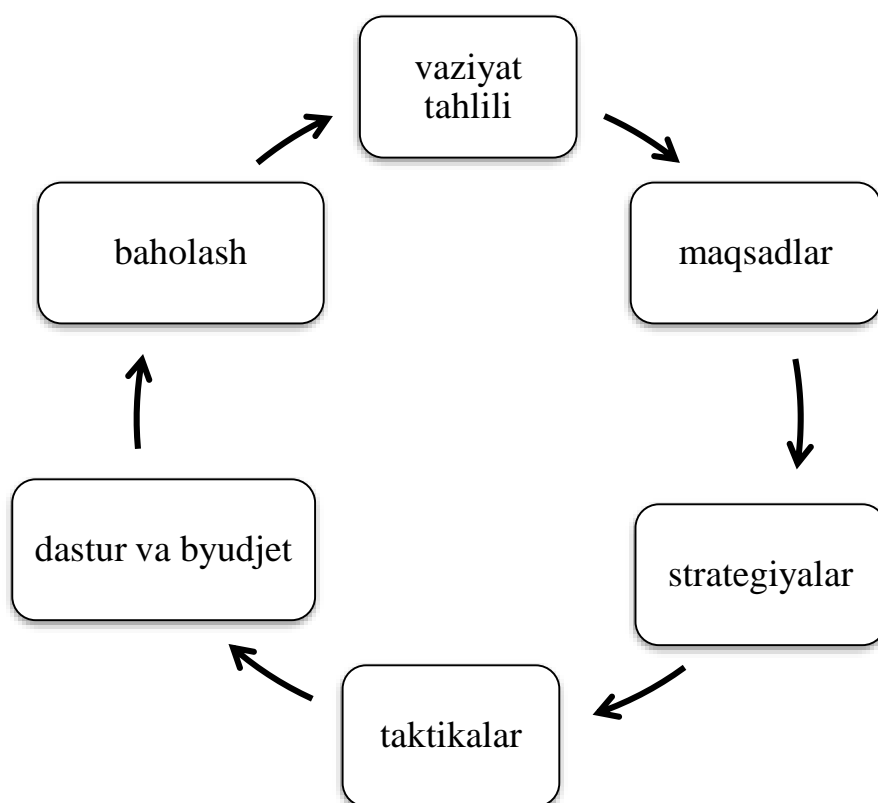 vaziyat
tahlili
maqsadlar
strategiyalar
taktikalar
dastur va byudjet
baholash